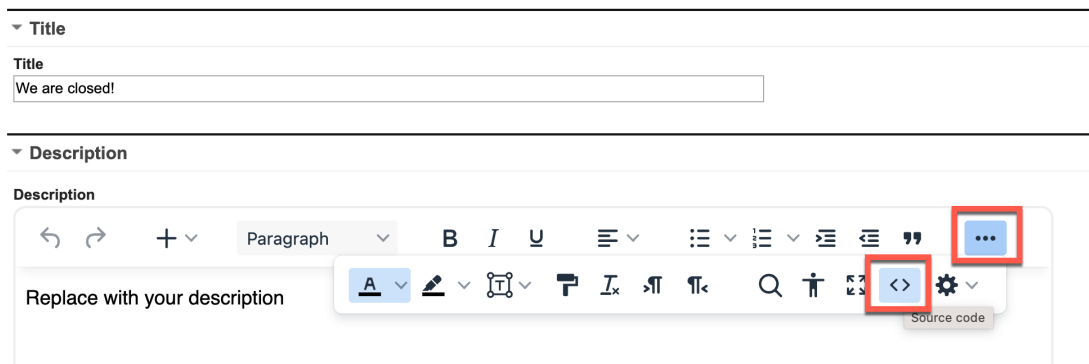 Title
Title
We are closed!
Description
Description
Paragraph
B I U
A T
Replace with your description
Source code